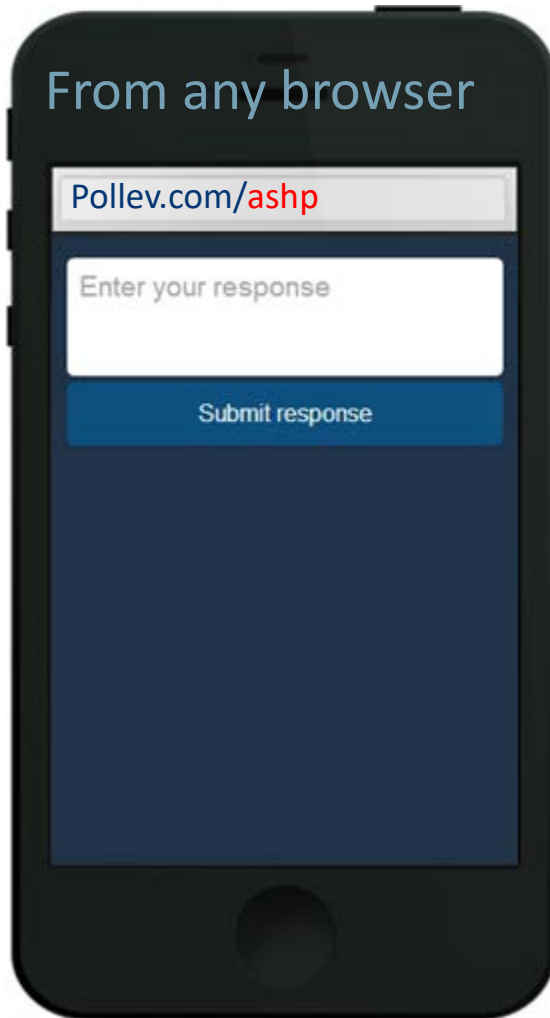 From any browser
Pollev.com/ashp
Enter your response
Submit response